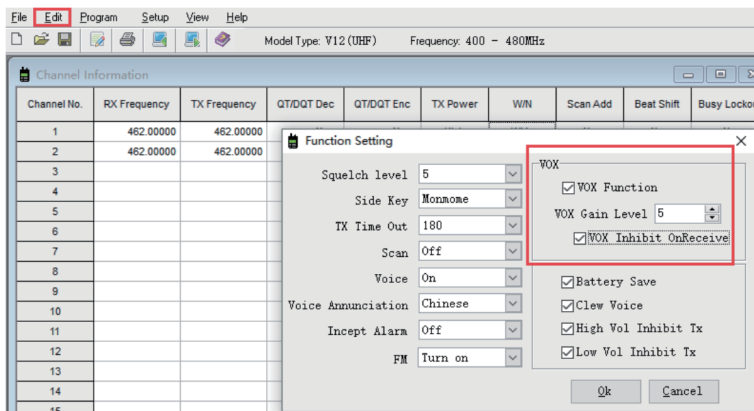 File Edit Program Setup View Help
Model Type: V12(UHF) Frequency: 400 - 480MHz
Channel Information
Channel No. RX Frequency TX Frequency QT/DQT Dec QT/DQT Enc TX Power W/N Scan Add Beat Shift Busy Lockou
1 462.00000 462.00000
2 462.00000 462.00000
3
4
5
6
7
8
9
10
11
12
13
14
15
Function Setting
Squelch level 5
Side Key Monmome
TX Time Out 180
Scan Off
Voice On
Voice Annunciation Chinese
Incept Alarm Off
FM Turn on
VOX
VOX Function
VOX Gain Level 5
VOX Inhibit OnReceive
Battery Save
Clew Voice
High Vol Inhibit Tx
Low Vol Inhibit Tx
Ok Cancel